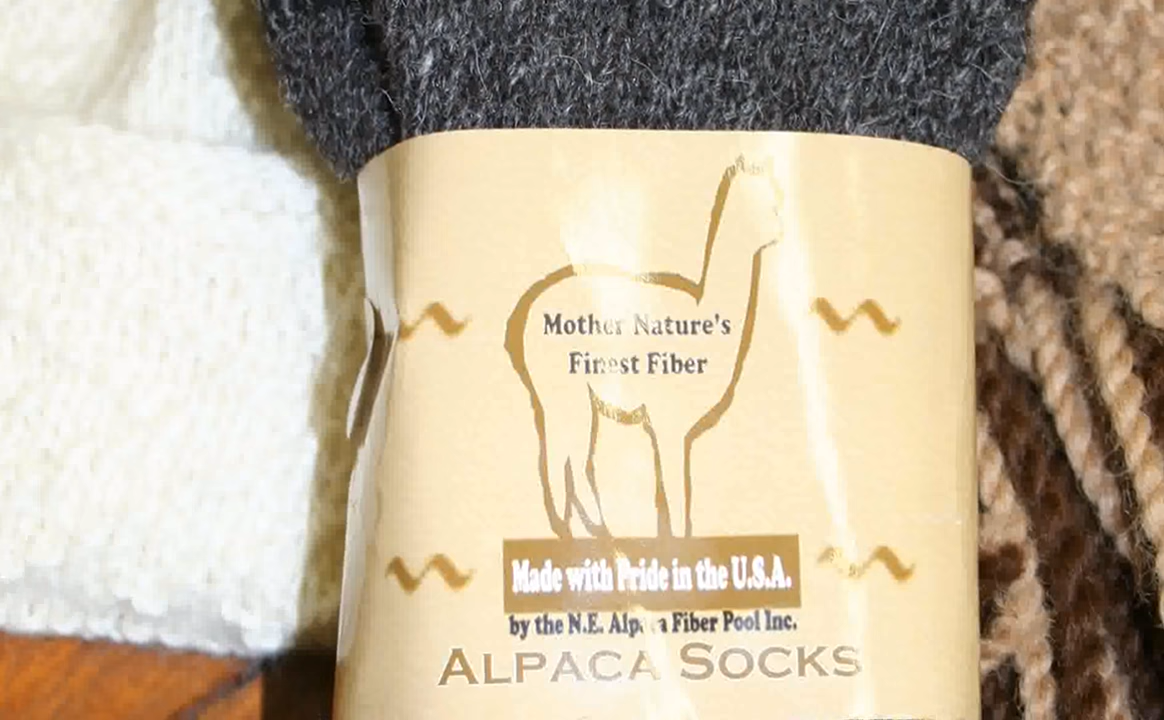 Mother Nature's
Finest Fiber
Made with Pride in the U.S.A.
by the N.E. Alpaca Fiber Pool Inc.
ALPACA SOCKS